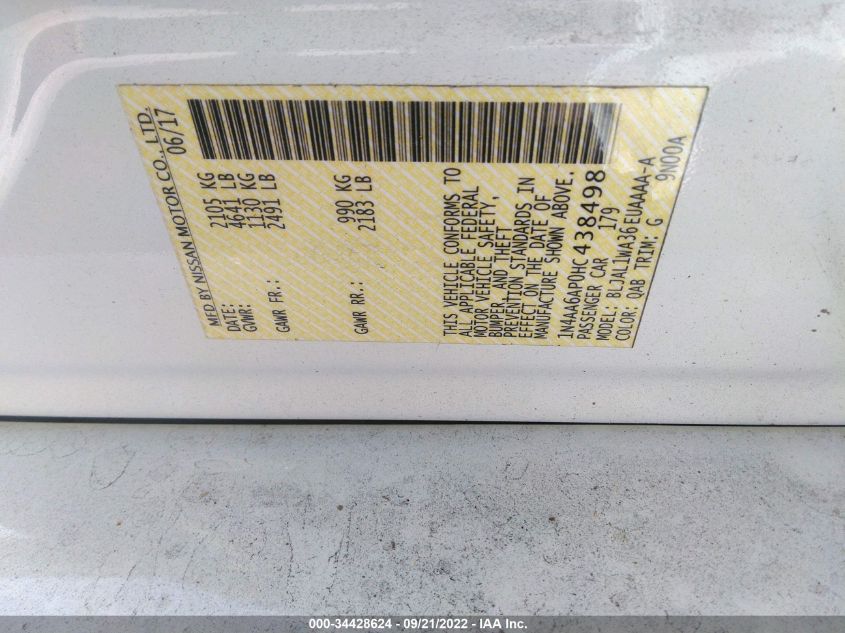 MFD BY NISSAN MOTOR CO., LTD.
DATE: 06/17
GVWR: 2105 KG
4641 LB
GAWR FR.: 1130 KG
2491 LB
GAWR RR.: 990 KG
2183 LB
THIS VEHICLE CONFORMS TO
ALL APPLICABLE FEDERAL
MOTOR VEHICLE SAFETY,
BUMPER, AND THEFT
PREVENTION STANDARDS IN
EFFECT ON THE DATE OF
MANUFACTURE SHOWN ABOVE.
1N4AA6AP0HC438498
PASSENGER CAR 179
MODEL: BLJAL1WA36EUAAAA-A
COLOR: QAB TRIM: G 9N00A
000-34428624 - 09/21/2022 - IAA Inc.